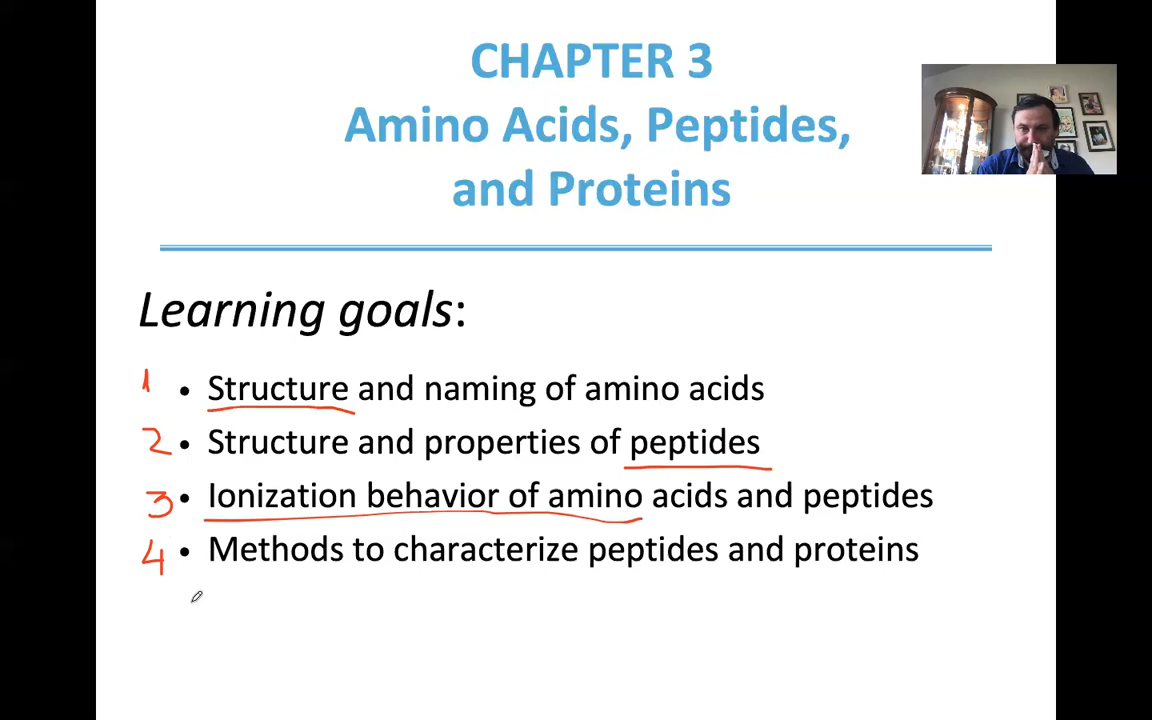 CHAPTER 3
Amino Acids, Peptides,
and Proteins
Learning goals:
1 • Structure and naming of amino acids
2 • Structure and properties of peptides
3 • Ionization behavior of amino acids and peptides
4 • Methods to characterize peptides and proteins